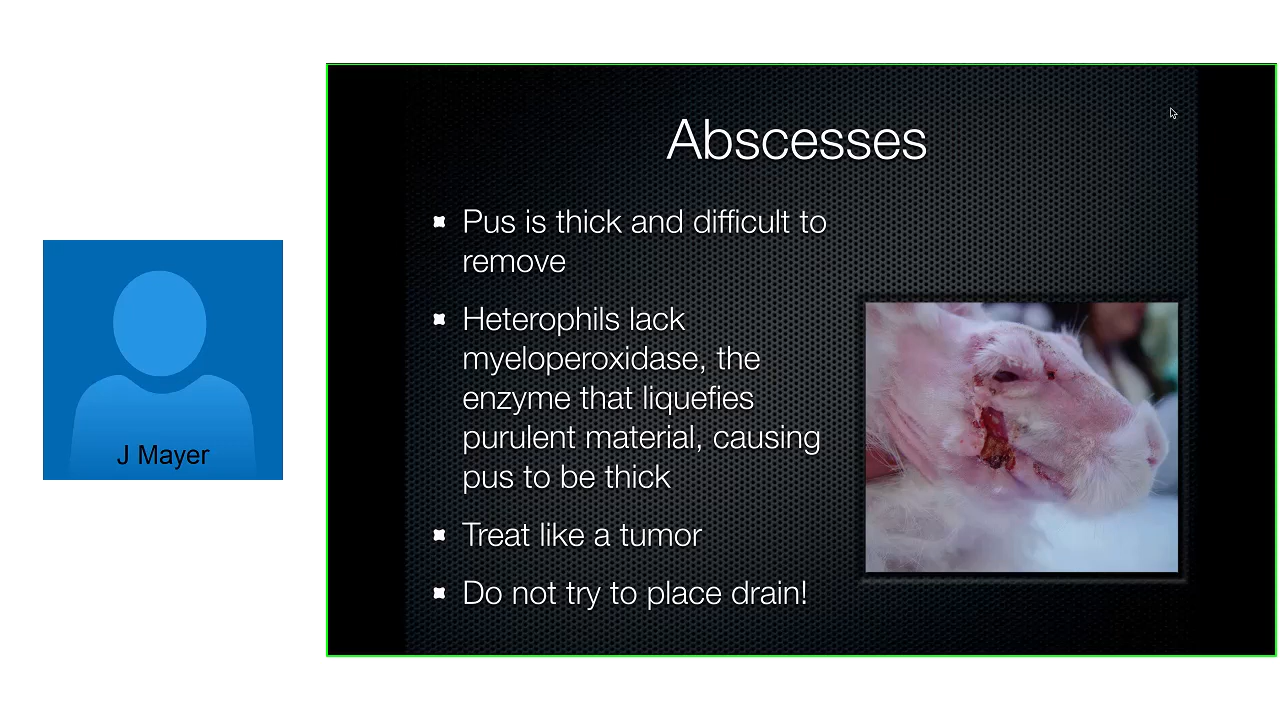 Abscesses
Pus is thick and difficult to
remove
Heterophils lack
myeloperoxidase, the
enzyme that liquefies
purulent material, causing
pus to be thick
Treat like a tumor
Do not try to place drain!
J Mayer